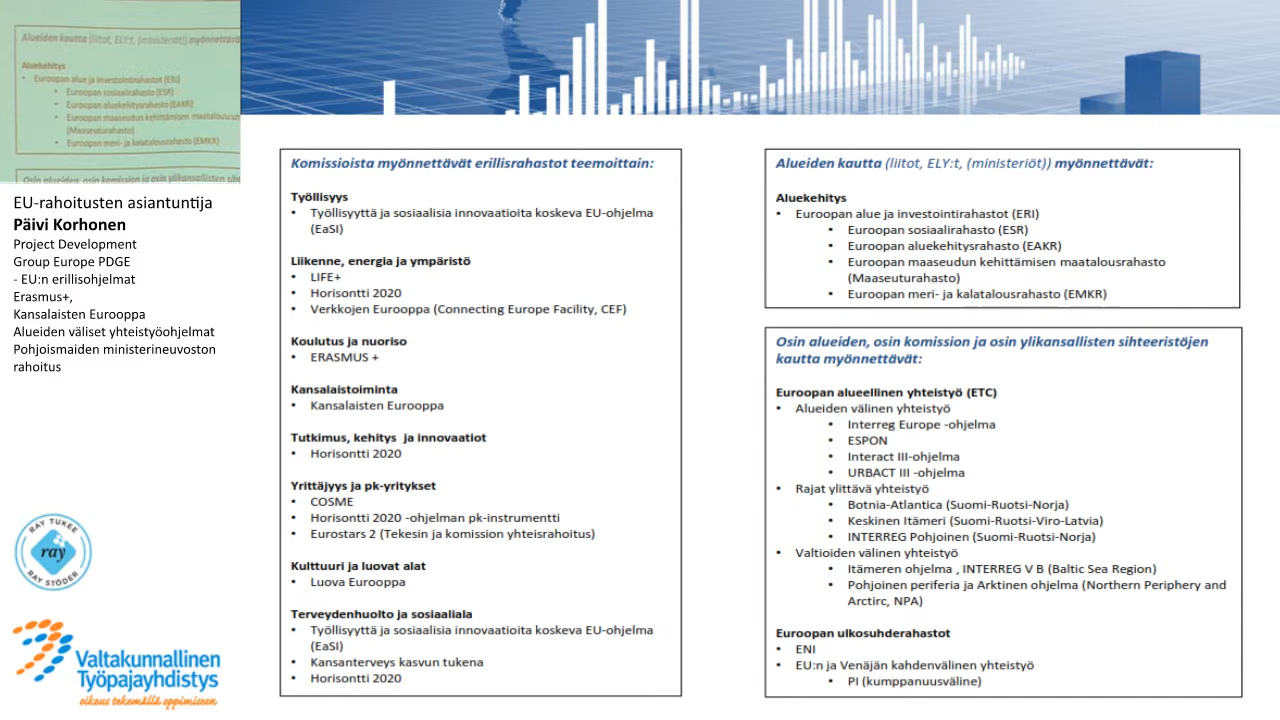 Alueiden kautta (liitot, ELY:t, (ministeriöt)) myönnettävät
Aluekehitys
• Euroopan alue ja investointirahastot (ERI)
• Euroopan sosiaalirahasto (ESR)
• Euroopan aluekehitysrahasto (EAKR)
• Euroopan maaseudun kehittämisen maatalousrah
(Maaseuturahasto)
• Euroopan meri- ja kalatalousrahasto (EMKR)
Osin alueiden, osin komission ja osin ylikansallisten sih
EU-rahoitusten asiantuntija
Päivi Korhonen
Project Development
Group Europe PDGE
- EU:n erillisohjelmat
Erasmus+,
Kansalaisten Eurooppa
Alueiden väliset yhteistyöohjelmat
Pohjoismaiden ministerineuvoston
rahoitus
RAY TUKEE
ray
RAY STÖDER
Valtakunnallinen
Työpajayhdistys
oikeus tekemällä oppimiseen
Komissioista myönnettävät erillisrahastot teemoittain:
Työllisyys
• Työllisyyttä ja sosiaalisia innovaatioita koskeva EU-ohjelma
(EaSI)
Liikenne, energia ja ympäristö
• LIFE+
• Horisontti 2020
• Verkkojen Eurooppa (Connecting Europe Facility, CEF)
Koulutus ja nuoriso
• ERASMUS +
Kansalaistoiminta
• Kansalaisten Eurooppa
Tutkimus, kehitys ja innovaatiot
• Horisontti 2020
Yrittäjyys ja pk-yritykset
• COSME
• Horisontti 2020 -ohjelman pk-instrumentti
• Eurostars 2 (Tekesin ja komission yhteisrahoitus)
Kulttuuri ja luovat alat
• Luova Eurooppa
Terveydenhuolto ja sosiaaliala
• Työllisyyttä ja sosiaalisia innovaatioita koskeva EU-ohjelma
(EaSI)
• Kansanterveys kasvun tukena
• Horisontti 2020
Alueiden kautta (liitot, ELY:t, (ministeriöt)) myönnettävät:
Aluekehitys
• Euroopan alue ja investointirahastot (ERI)
• Euroopan sosiaalirahasto (ESR)
• Euroopan aluekehitysrahasto (EAKR)
• Euroopan maaseudun kehittämisen maatalousrahasto
(Maaseuturahasto)
• Euroopan meri- ja kalatalousrahasto (EMKR)
Osin alueiden, osin komission ja osin ylikansallisten sihteeristöjen
kautta myönnettävät:
Euroopan alueellinen yhteistyö (ETC)
• Alueiden välinen yhteistyö
• Interreg Europe -ohjelma
• ESPON
• Interact III-ohjelma
• URBACT III -ohjelma
• Rajat ylittävä yhteistyö
• Botnia-Atlantica (Suomi-Ruotsi-Norja)
• Keskinen Itämeri (Suomi-Ruotsi-Viro-Latvia)
• INTERREG Pohjoinen (Suomi-Ruotsi-Norja)
• Valtioiden välinen yhteistyö
• Itämeren ohjelma , INTERREG V B (Baltic Sea Region)
• Pohjoinen periferia ja Arktinen ohjelma (Northern Periphery and
Arctirc, NPA)
Euroopan ulkosuhderahastot
• ENI
• EU:n ja Venäjän kahdenvälinen yhteistyö
• PI (kumppanuusväline)